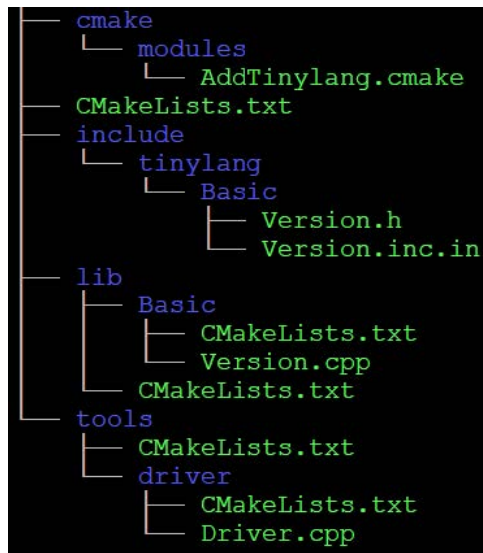 cmake
modules
AddTinylang.cmake
CMakeLists.txt
include
tinylang
Basic
Version.h
Version.inc.in
lib
Basic
CMakeLists.txt
Version.cpp
CMakeLists.txt
tools
CMakeLists.txt
driver
CMakeLists.txt
Driver.cpp